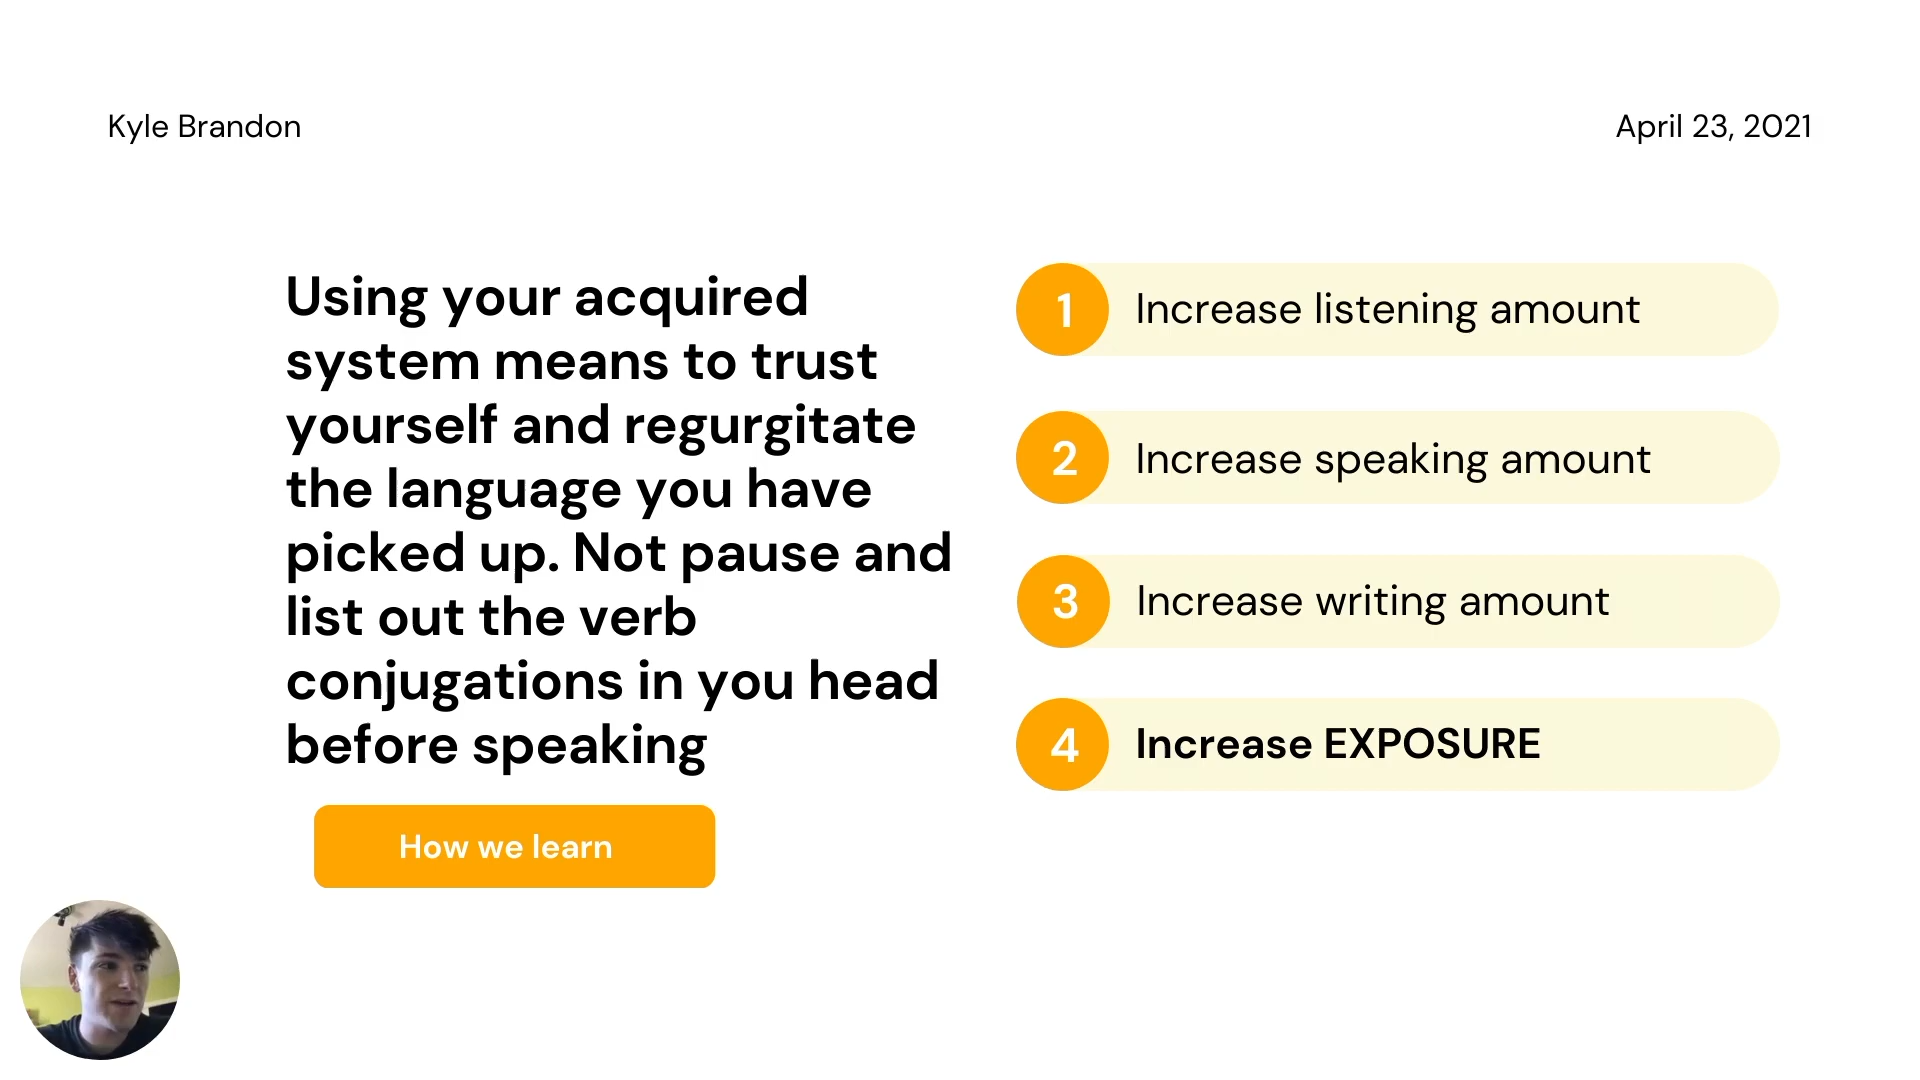 Kyle Brandon
April 23, 2021
Using your acquired
system means to trust
yourself and regurgitate
the language you have
picked up. Not pause and
list out the verb
conjugations in you head
before speaking
How we learn
1 Increase listening amount
2 Increase speaking amount
3 Increase writing amount
4 Increase EXPOSURE